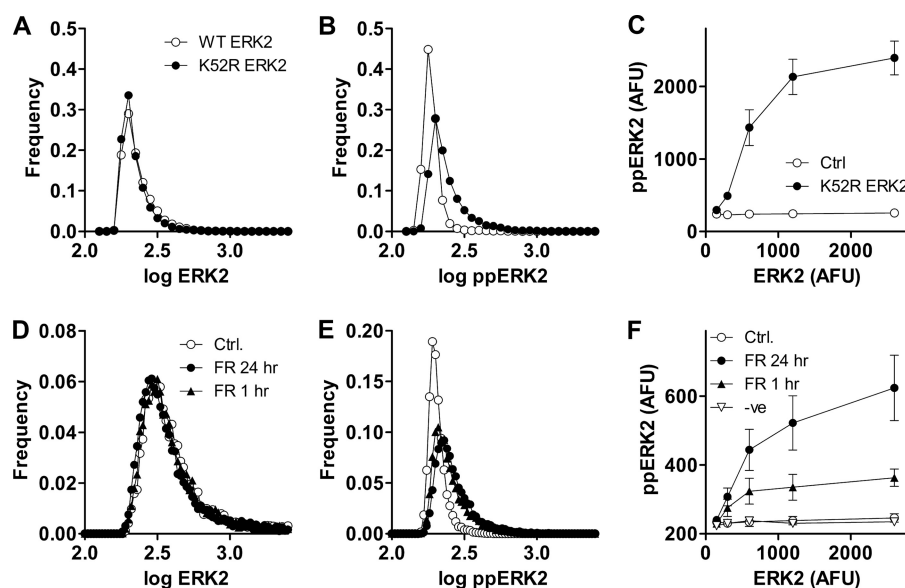 A
WT ERK2
K52R ERK2
0.5
0.4
0.3
0.2
0.1
0.0
Frequency
2.0 2.5 3.0
log ERK2
B
0.5
0.4
0.3
0.2
0.1
0.0
Frequency
2.0 2.5 3.0
log ppERK2
C
2000
1000
0
ppERK2 (AFU)
Ctrl
K52R ERK2
0 1000 2000
ERK2 (AFU)
D
Ctrl.
FR 24 hr
FR 1 hr
0.08
0.06
0.04
0.02
0.00
Frequency
2.0 2.5 3.0
log ERK2
E
0.20
0.15
0.10
0.05
0.00
Frequency
2.0 2.5 3.0
log ppERK2
F
Ctrl.
FR 24 hr
FR 1 hr
-ve
600
400
200
ppERK2 (AFU)
0 1000 2000
ERK2 (AFU)